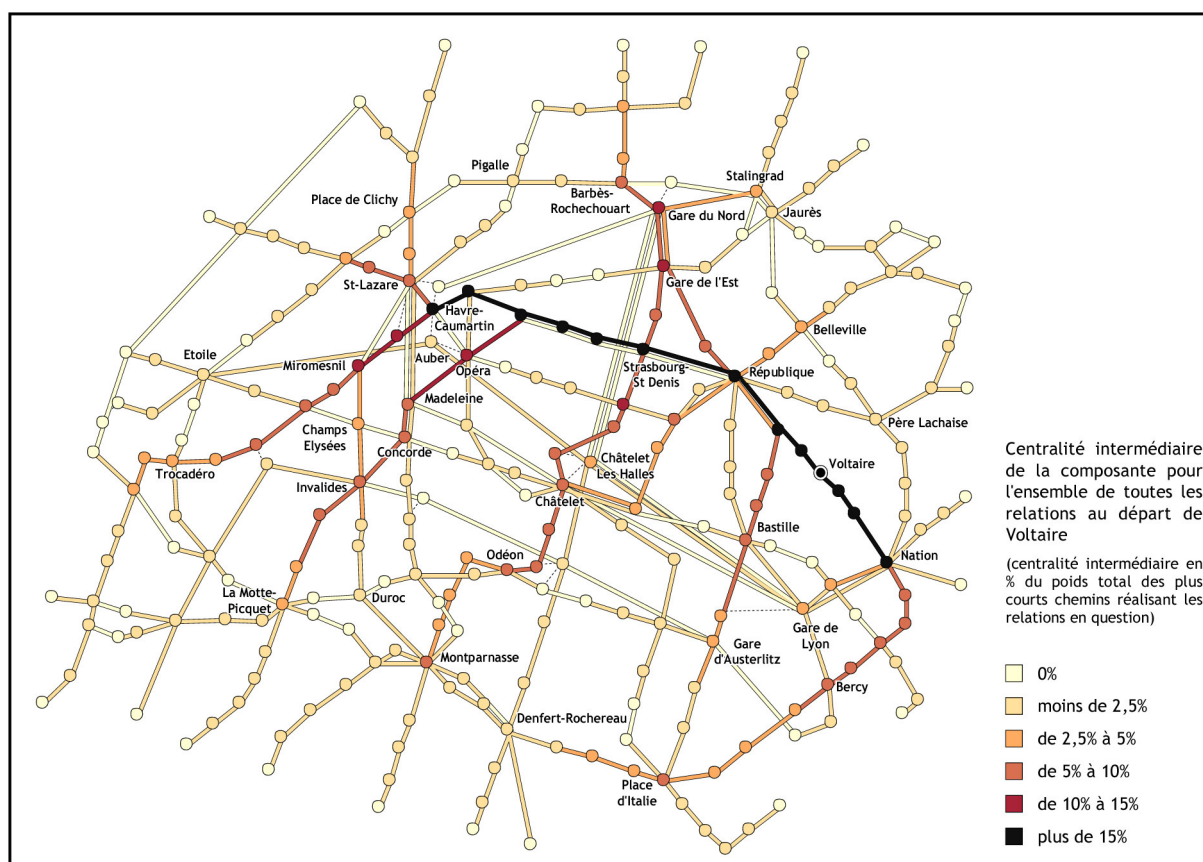 Pigalle
Stalingrad
Barbès-
Rochechouart
Place de Clichy
Gare du Nord
Jaurès
St-Lazare
Gare de l'Est
Havre-
Caumartin
Belleville
Etoile
Miromesnil
Auber
Opéra
Strasbourg-
St Denis
République
Madeleine
Père Lachaise
Champs
Elysées
Concorde
Trocadéro
Châtelet
Les Halles
Voltaire
Invalides
Châtelet
Bastille
Odéon
Nation
La Motte-
Picquet
Duroc
Gare de
Lyon
Gare
d'Austerlitz
Montparnasse
Bercy
Denfert-Rochereau
Place
d'Italie
Centralité intermédiaire
de la composante pour
l'ensemble de toutes les
relations au départ de
Voltaire
(centralité intermédiaire en
% du poids total des plus
courts chemins réalisant les
relations en question)
0%
moins de 2,5%
de 2,5% à 5%
de 5% à 10%
de 10% à 15%
plus de 15%